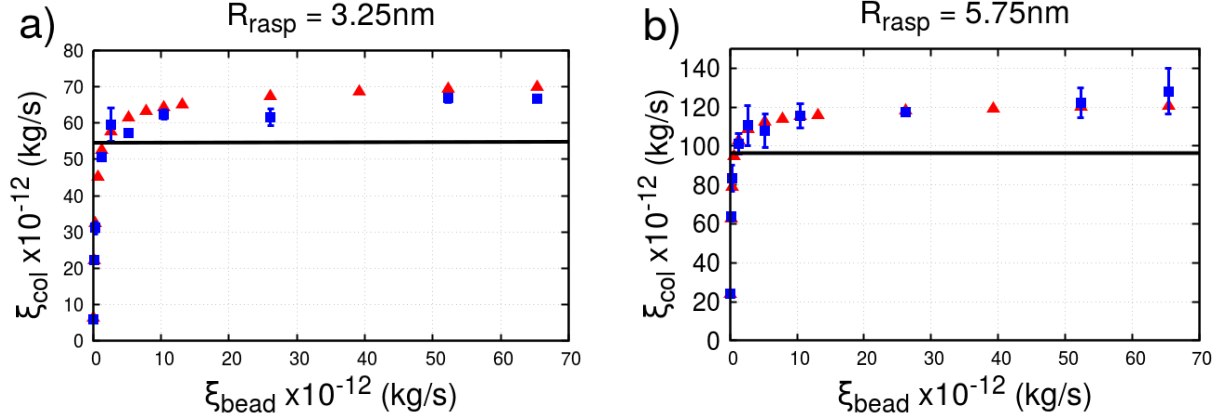 a)
R_rasp = 3.25nm
ξ_col x10^-12 (kg/s)
80
70
60
50
40
30
20
10
0
0 10 20 30 40 50 60 70
ξ_bead x10^-12 (kg/s)
b)
R_rasp = 5.75nm
ξ_col x10^-12 (kg/s)
140
120
100
80
60
40
20
0
0 10 20 30 40 50 60 70
ξ_bead x10^-12 (kg/s)